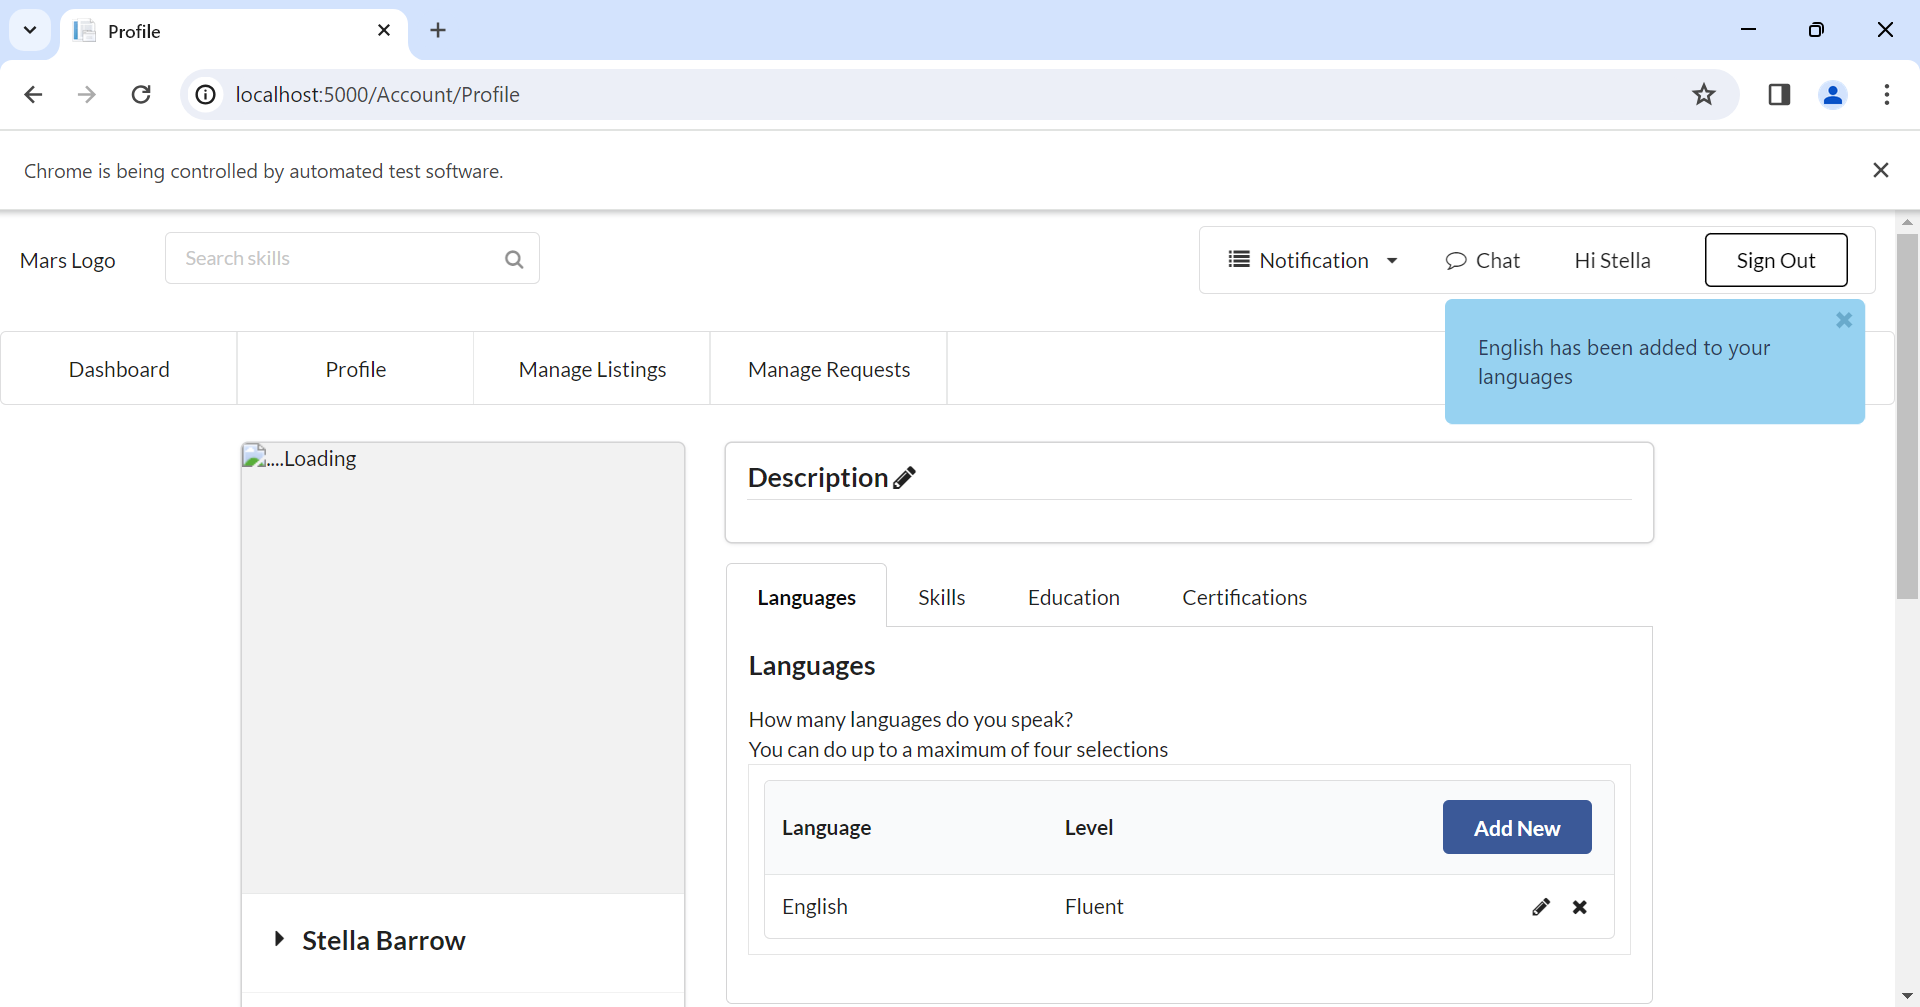 Profile
localhost:5000/Account/Profile
Chrome is being controlled by automated test software.
Mars Logo
Search skills
Notification
Chat
Hi Stella
Sign Out
English has been added to your
languages
Dashboard
Profile
Manage Listings
Manage Requests
....Loading
Description
Languages
Skills
Education
Certifications
Languages
How many languages do you speak?
You can do up to a maximum of four selections
Language
Level
Add New
English
Fluent
Stella Barrow